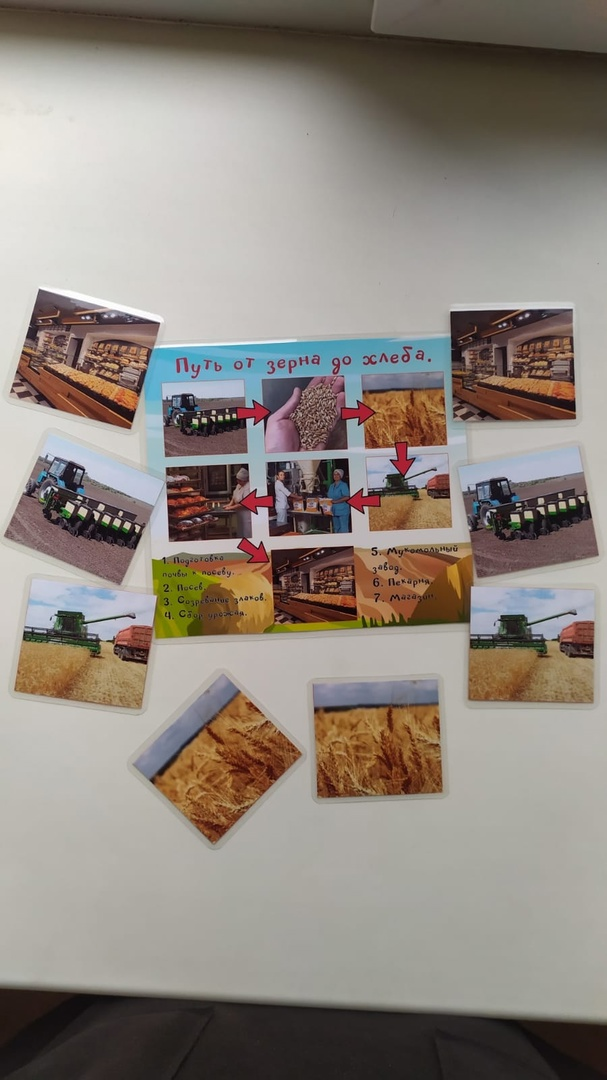 Путь от зерна до хлеба.
1. Подготовка
почвы к посеву.
2. Посев.
3. Созревание злаков.
4. Сбор урожая.
5. Мукомольный
завод.
6. Пекарня.
7. Магазин.